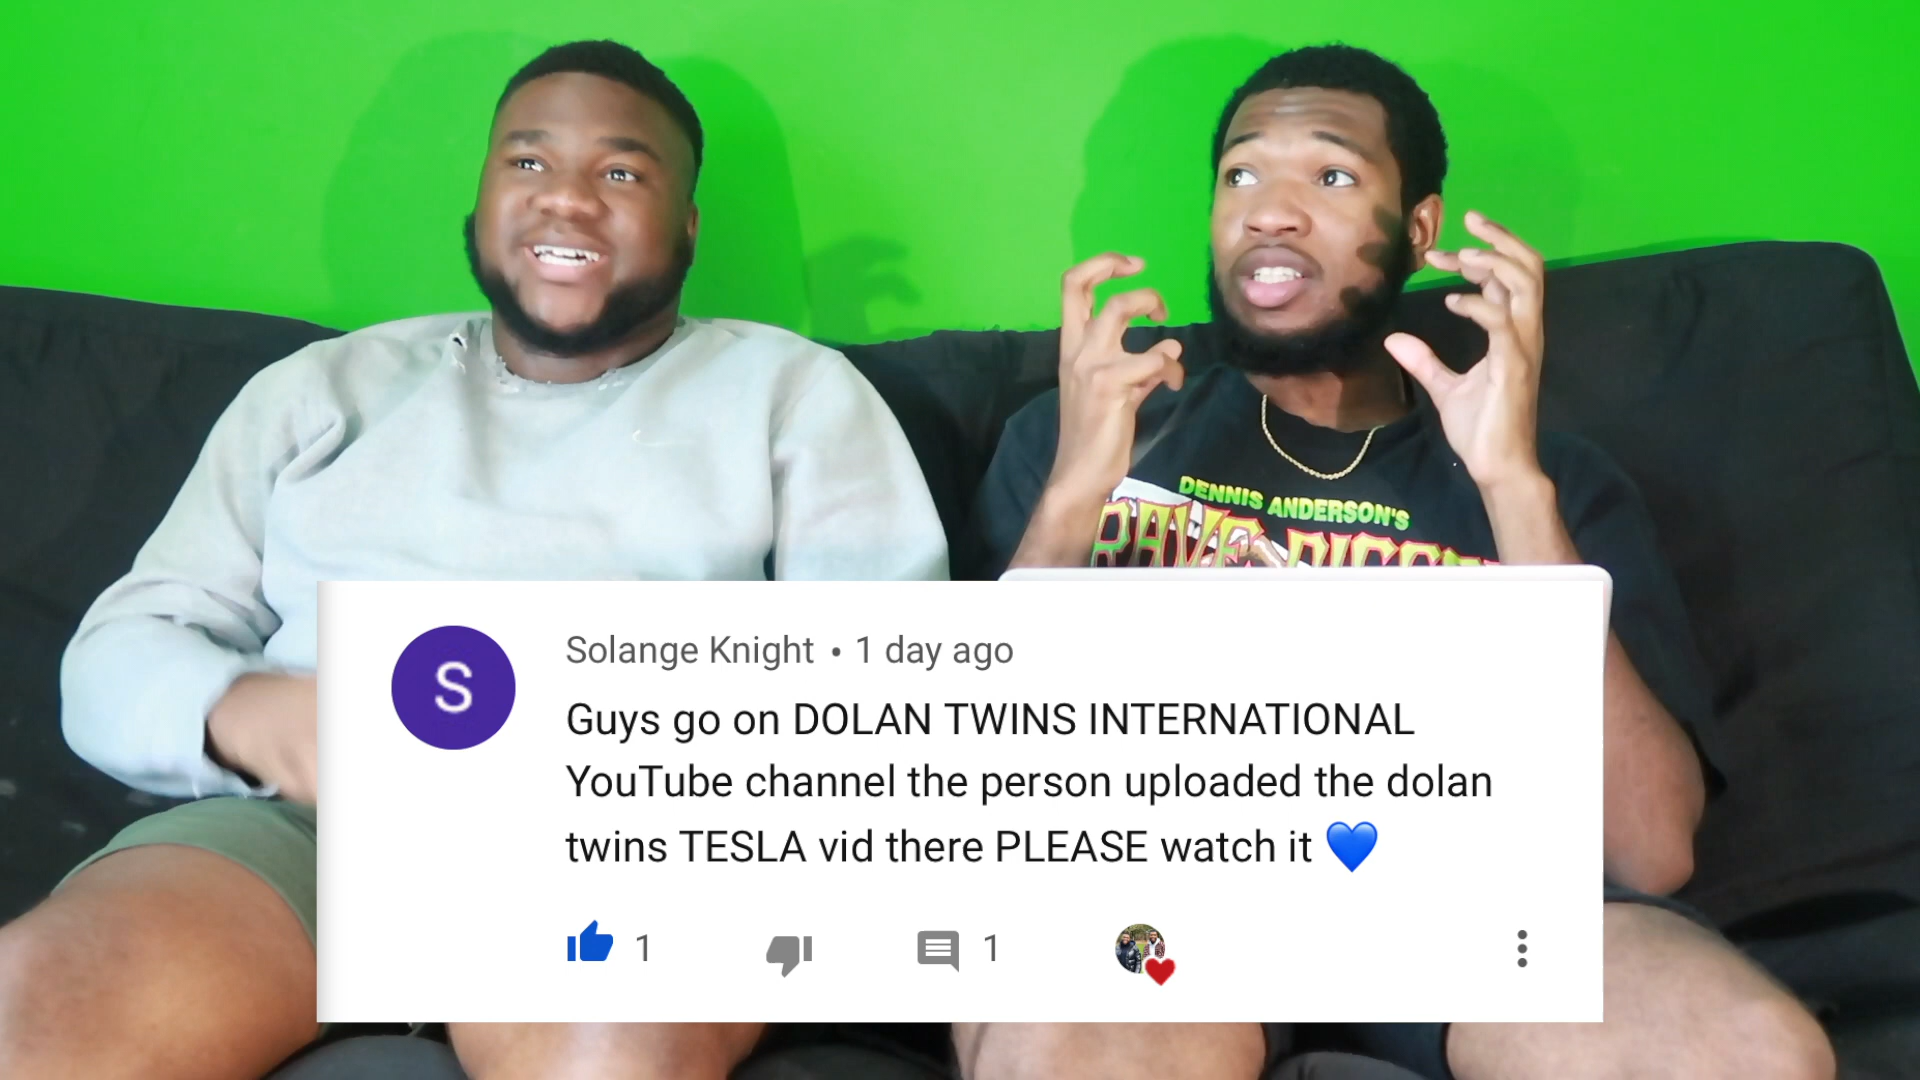 DENNIS ANDERSON'S
S
Solange Knight • 1 day ago
Guys go on DOLAN TWINS INTERNATIONAL
YouTube channel the person uploaded the dolan
twins TESLA vid there PLEASE watch it 💙
1
1